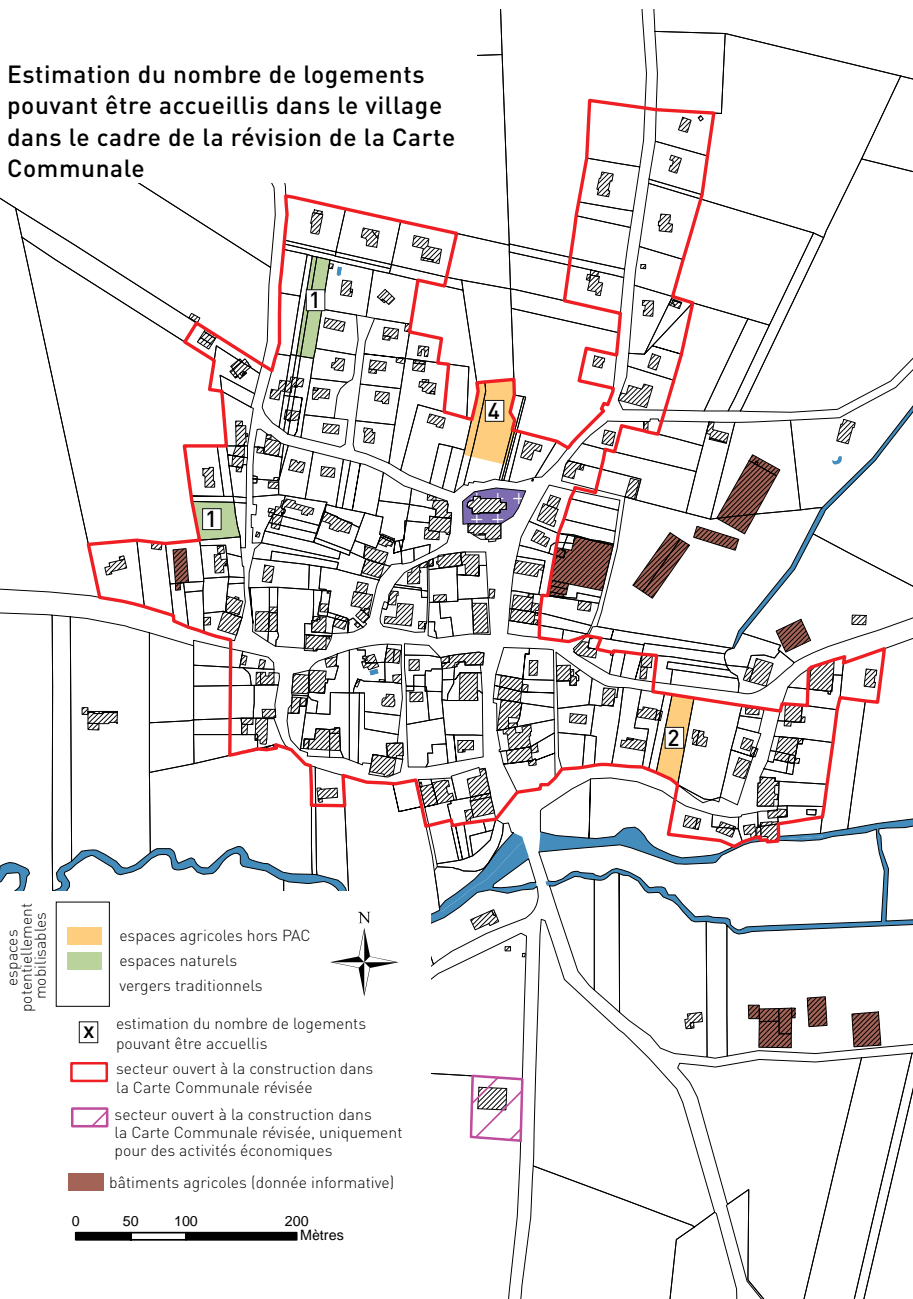 Estimation du nombre de logements
pouvant être accueillis dans le village
dans le cadre de la révision de la Carte
Communale
1
4
1
2
espaces
potentiellement
mobilisables
espaces agricoles hors PAC
espaces naturels
vergers traditionnels
N
X
estimation du nombre de logements
pouvant être accuellis
secteur ouvert à la construction dans
la Carte Communale révisée
secteur ouvert à la construction dans
la Carte Communale révisée, uniquement
pour des activités économiques
bâtiments agricoles (donnée informative)
0 50 100 200
Mètres